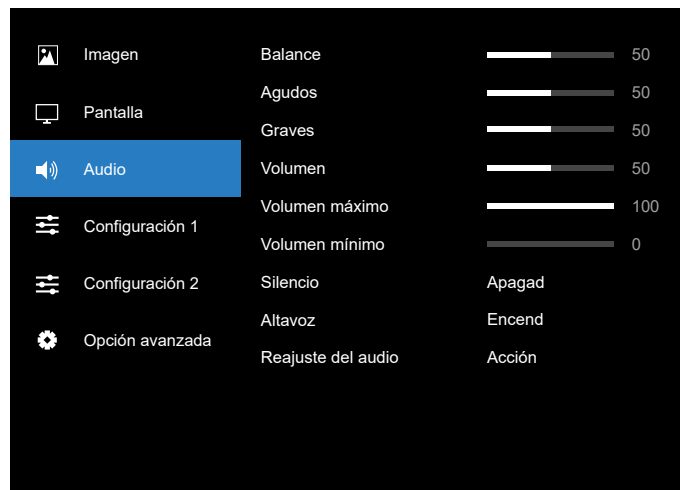 Imagen
Pantalla
Audio
Configuración 1
Configuración 2
Opción avanzada
Balance 50
Agudos 50
Graves 50
Volumen 50
Volumen máximo 100
Volumen mínimo 0
Silencio Apagad
Altavoz Encend
Reajuste del audio Acción